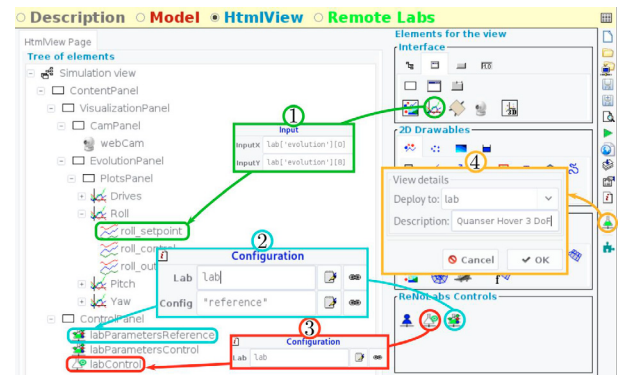 Description Model HtmlView Remote Labs
HtmlView Page
Tree of elements
Simulation view
ContentPanel
VisualizationPanel
CamPanel
webCam
EvolutionPanel
PlotsPanel
Drives
Roll
roll_setpoint
roll_control
roll_out
Pitch
Yaw
ControlPanel
labParametersReference
labParametersControl
labControl
1
Input
InputX lab['evolution'][0]
InputY lab['evolution'][8]
2
Configuration
Lab lab
Config "reference"
3
Configuration
Lab lab
Elements for the view
Interface
2D Drawables
4
View details
Deploy to: lab
Description: Quanser Hover 3 DoF
Cancel OK
ReNoLabs Controls